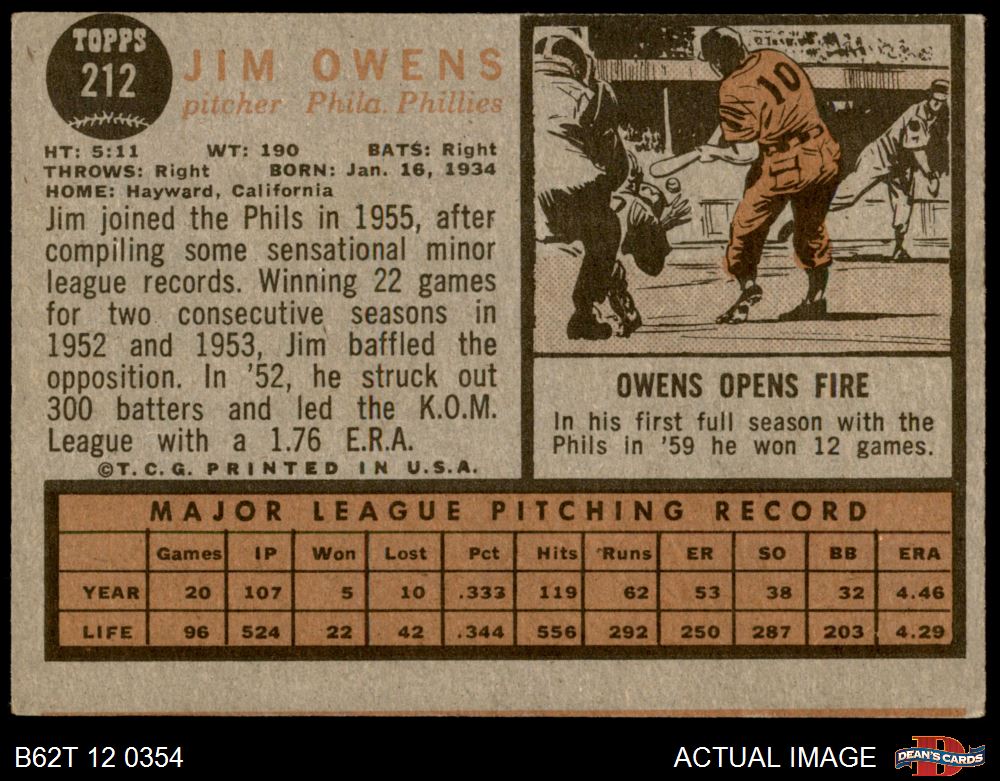 TOPPS
212
JIM OWENS
pitcher Phila. Phillies
HT: 5:11 WT: 190 BATS: Right
THROWS: Right BORN: Jan. 16, 1934
HOME: Hayward, California
Jim joined the Phils in 1955, after
compiling some sensational minor
league records. Winning 22 games
for two consecutive seasons in
1952 and 1953, Jim baffled the
opposition. In '52, he struck out
300 batters and led the K.O.M.
League with a 1.76 E.R.A.
©T.C.G. PRINTED IN U.S.A.
10
OWENS OPENS FIRE
In his first full season with the
Phils in '59 he won 12 games.
MAJOR LEAGUE PITCHING RECORD
Games IP Won Lost Pct Hits Runs ER SO BB ERA
YEAR 20 107 5 10 .333 119 62 53 38 32 4.46
LIFE 96 524 22 42 .344 556 292 250 287 203 4.29
B62T 12 0354 ACTUAL IMAGE
D
DEAN'S CARDS